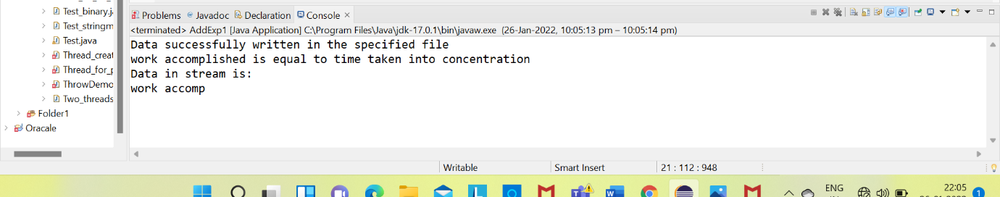 Test_binary.j
Test_stringm
Test.java
Thread_creat
Thread_for_p
ThrowDemo
Two_threads
Folder1
Oracale
Problems @ Javadoc Declaration Console
<terminated> AddExp1 [Java Application] C:\Program Files\Java\jdk-17.0.1\bin\javaw.exe (26-Jan-2022, 10:05:13 pm – 10:05:14 pm)
Data successfully written in the specified file
work accomplished is equal to time taken into concentration
Data in stream is:
work accomp
Writable Smart Insert 21 : 112 : 948
ENG
22:05
1